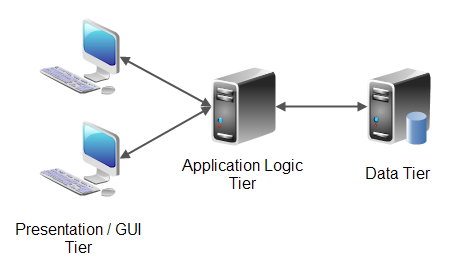 Application Logic
Tier
Data Tier
Presentation / GUI
Tier